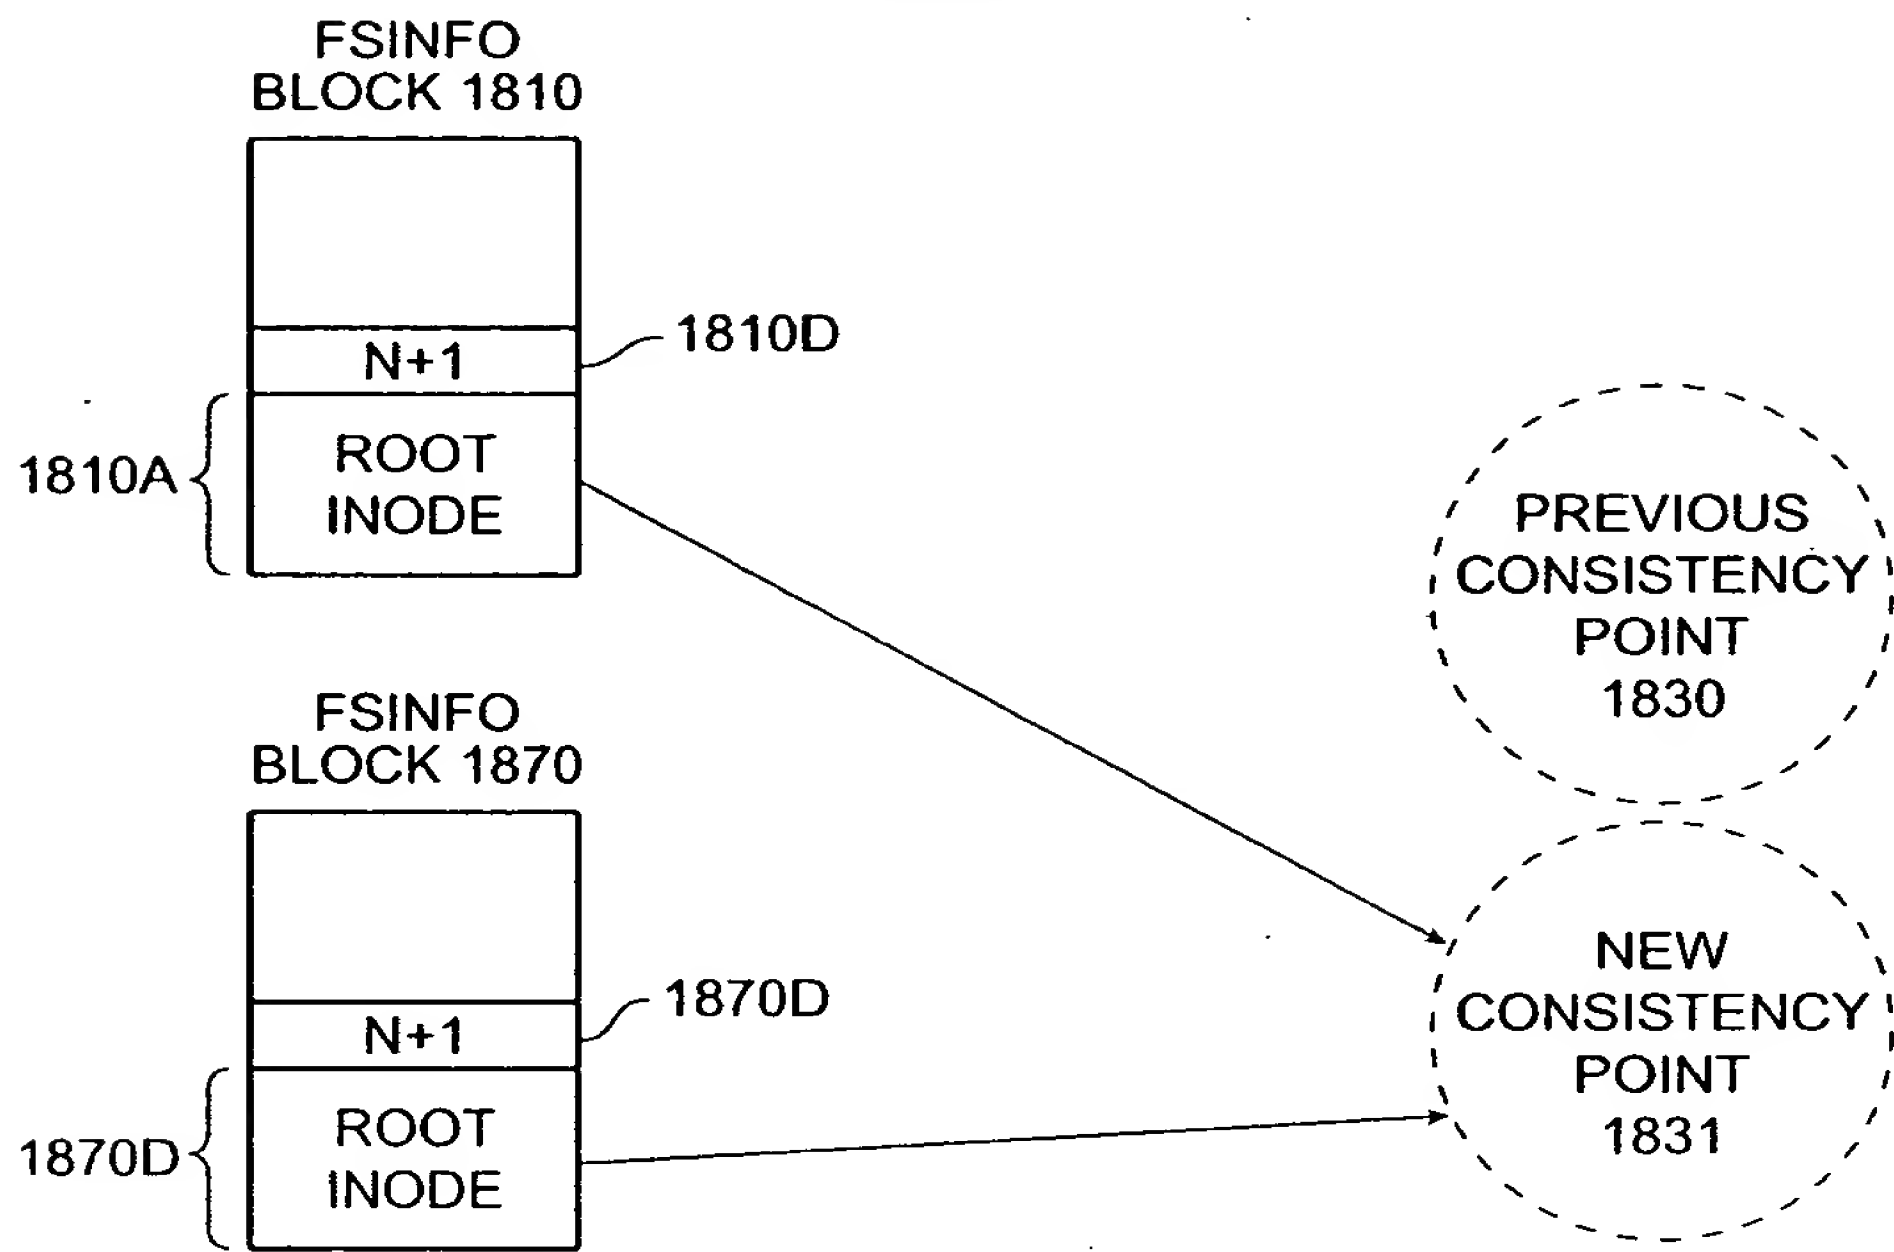 FSINFO
BLOCK 1810
N+1
1810D
1810A
ROOT
INODE
PREVIOUS
CONSISTENCY
POINT
1830
FSINFO
BLOCK 1870
N+1
1870D
1870D
ROOT
INODE
NEW
CONSISTENCY
POINT
1831